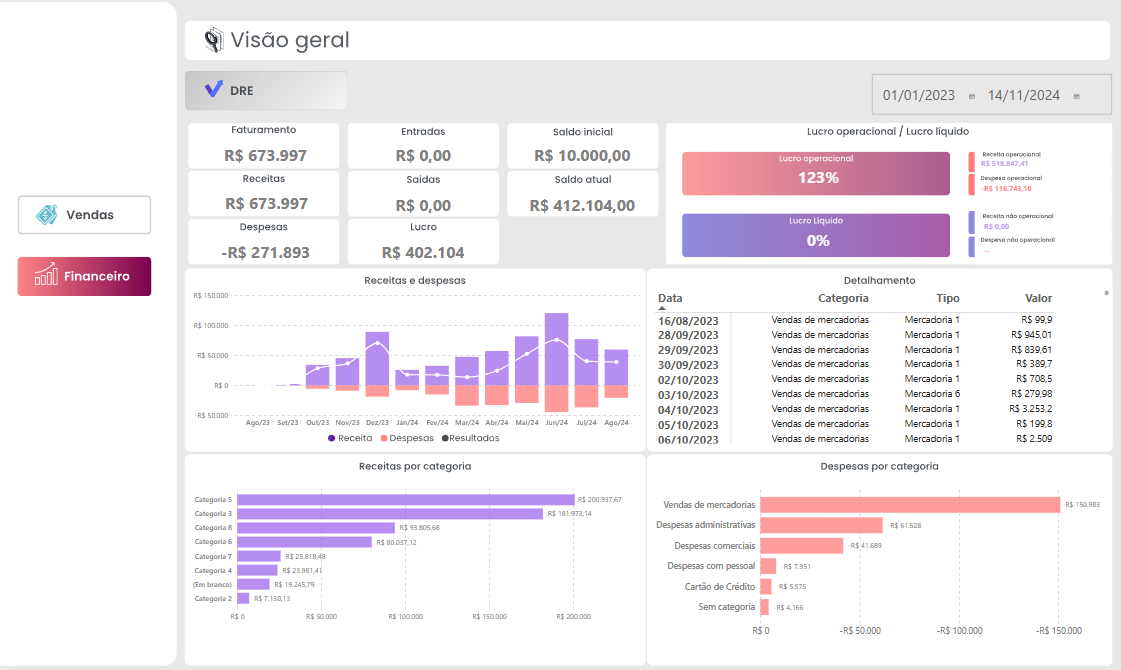 Visão geral
DRE
01/01/2023 14/11/2024
Vendas
Financeiro
Faturamento
R$ 673.997
Entradas
R$ 0,00
Saldo inicial
R$ 10.000,00
Receitas
R$ 673.997
Saídas
R$ 0,00
Saldo atual
R$ 412.104,00
Despesas
-R$ 271.893
Lucro
R$ 402.104
Lucro operacional / Lucro líquido
Lucro operacional
123%
Receita operacional
R$ 518.847,41
Despesa operacional
-R$ 116.743,10
Lucro Líquido
0%
Receita não operacional
R$ 0,00
Despesa não operacional
--
Receitas e despesas
R$ 150.000
R$ 100.000
R$ 50.000
R$ 0
-R$ 50.000
Ago/23 Set/23 Out/23 Nov/23 Dez/23 Jan/24 Fev/24 Mar/24 Abr/24 Mai/24 Jun/24 Jul/24 Ago/24
Receita Despesas Resultados
Detalhamento
Data Categoria Tipo Valor
16/08/2023 Vendas de mercadorias Mercadoria 1 R$ 99,9
28/09/2023 Vendas de mercadorias Mercadoria 1 R$ 945,01
29/09/2023 Vendas de mercadorias Mercadoria 1 R$ 839,61
30/09/2023 Vendas de mercadorias Mercadoria 1 R$ 389,7
02/10/2023 Vendas de mercadorias Mercadoria 1 R$ 708,5
03/10/2023 Vendas de mercadorias Mercadoria 6 R$ 279,98
04/10/2023 Vendas de mercadorias Mercadoria 1 R$ 3.253,2
05/10/2023 Vendas de mercadorias Mercadoria 1 R$ 199,8
06/10/2023 Vendas de mercadorias Mercadoria 1 R$ 2.509
Receitas por categoria
Categoria 5 R$ 200.937,67
Categoria 3 R$ 181.973,14
Categoria 8 R$ 93.805,68
Categoria 6 R$ 80.037,12
Categoria 7 R$ 25.818,48
Categoria 4 R$ 23.981,41
(Em branco) R$ 19.245,79
Categoria 2 R$ 7.130,13
R$ 0 R$ 50.000 R$ 100.000 R$ 150.000 R$ 200.000
Despesas por categoria
Vendas de mercadorias -R$ 150.983
Despesas administrativas -R$ 61.528
Despesas comerciais -R$ 41.689
Despesas com pessoal -R$ 7.951
Cartão de Crédito -R$ 5.575
Sem categoria -R$ 4.166
R$ 0 -R$ 50.000 -R$ 100.000 -R$ 150.000